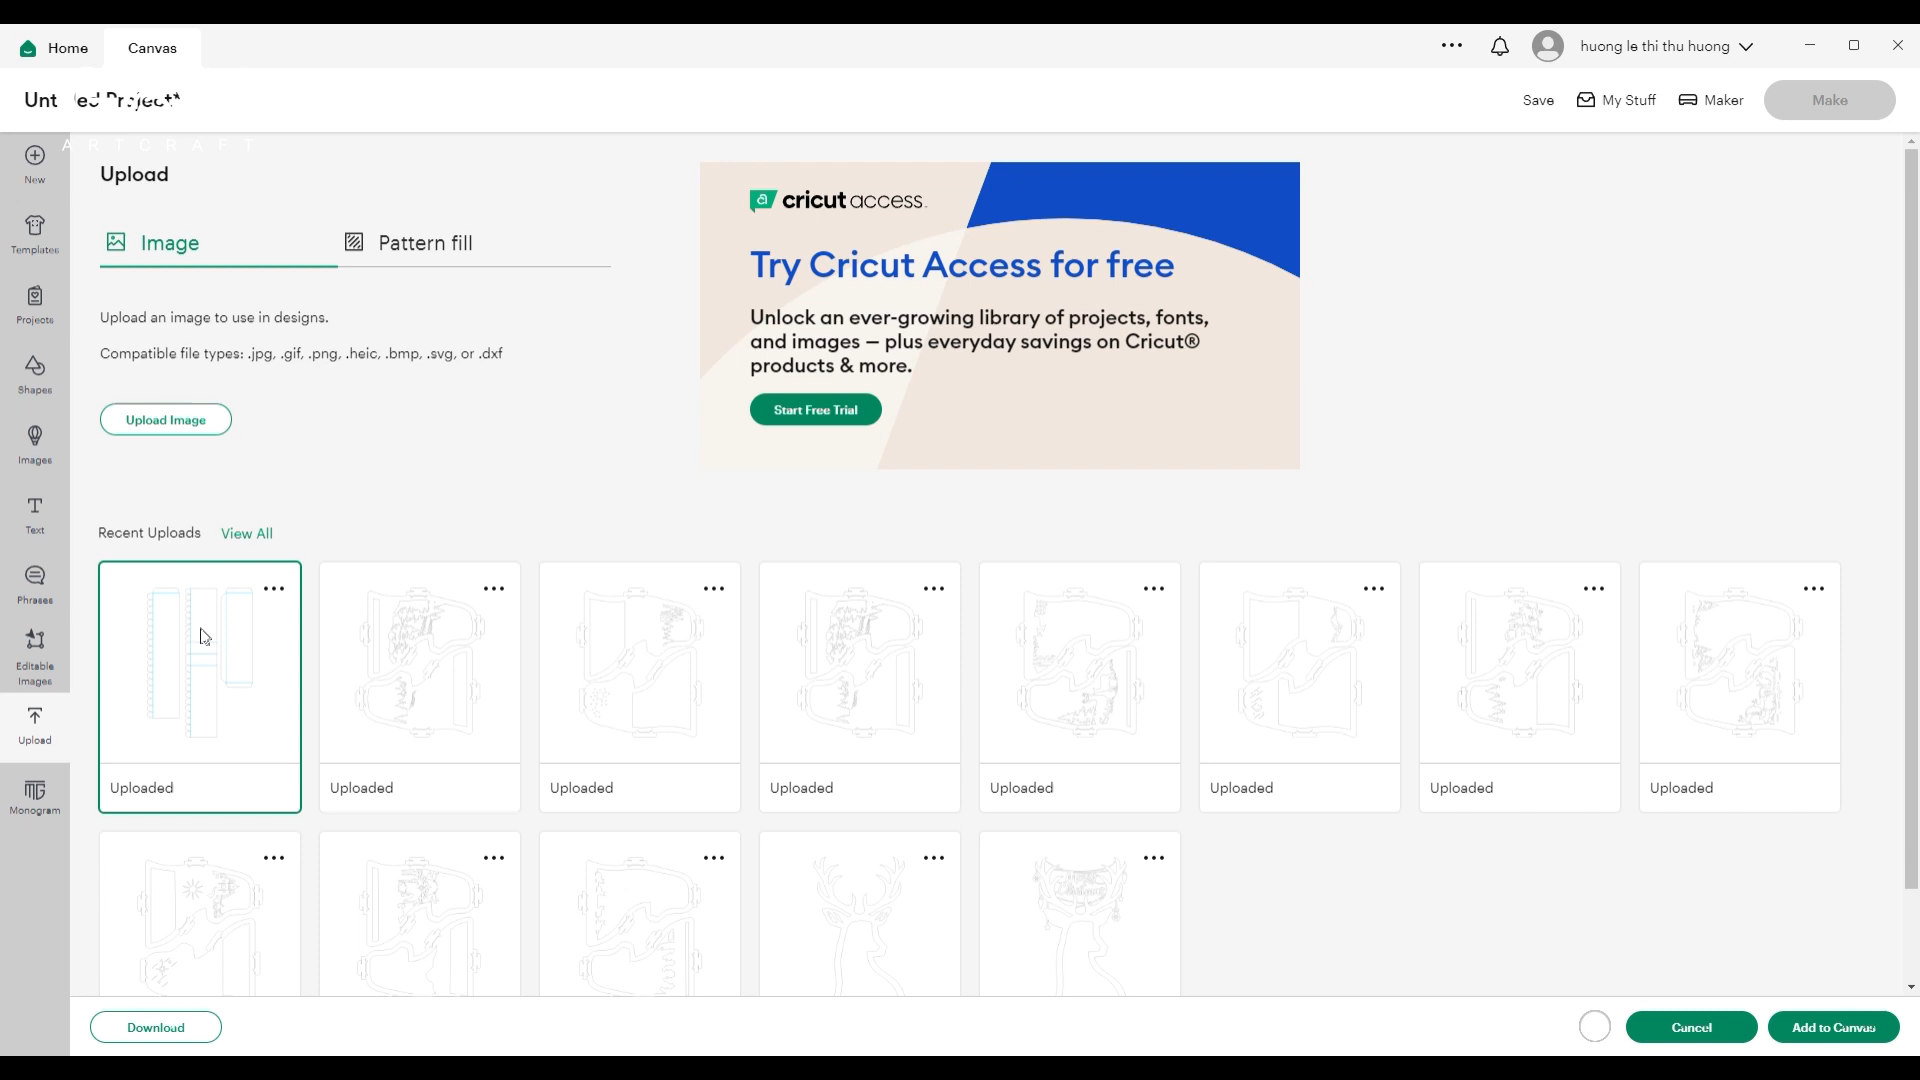 Home
Canvas
huong le thi thu huong
Save
My Stuff
Maker
Make
ARTCRAFT
New
Templates
Projects
Shapes
Images
Text
Phrases
Editable
Images
Upload
Monogram
Upload
Image
Pattern fill
Upload an image to use in designs.
Compatible file types: .jpg, .gif, .png, .heic, .bmp, .svg, or .dxf
Upload Image
cricut access™
Try Cricut Access for free
Unlock an ever-growing library of projects, fonts,
and images – plus everyday savings on Cricut®
products & more.
Start Free Trial
Recent Uploads View All
Uploaded
Uploaded
Uploaded
Uploaded
Uploaded
Uploaded
Uploaded
Uploaded
Download
Cancel
Add to Canvas